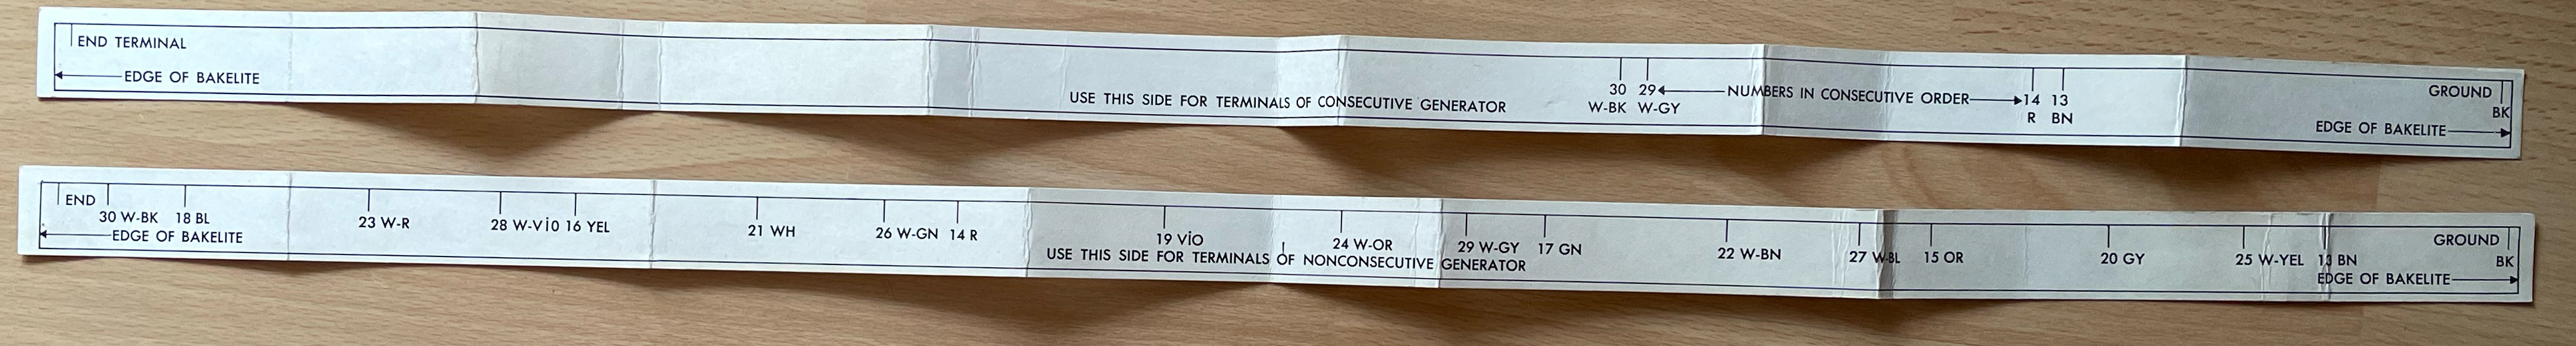 END TERMINAL
EDGE OF BAKELITE
USE THIS SIDE FOR TERMINALS OF CONSECUTIVE GENERATOR
30 29 NUMBERS IN CONSECUTIVE ORDER 14 13
W-BK W-GY R BN
GROUND
BK
EDGE OF BAKELITE
END
30 W-BK 18 BL 23 W-R 28 W-ViO 16 YEL 21 WH 26 W-GN 14 R 19 ViO 24 W-OR 29 W-GY 17 GN 22 W-BN 27 W-BL 15 OR 20 GY 25 W-YEL 13 BN
EDGE OF BAKELITE
USE THIS SIDE FOR TERMINALS OF NONCONSECUTIVE GENERATOR
GROUND
BK
EDGE OF BAKELITE